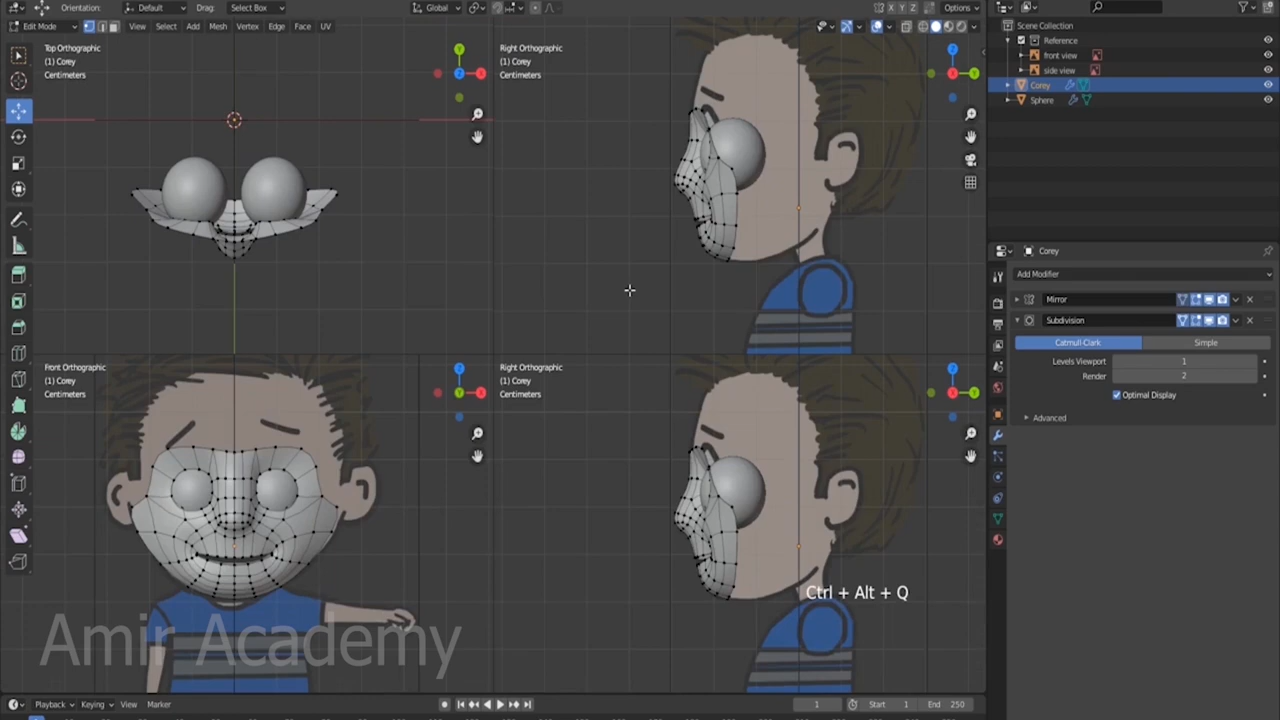 Orientation: Default Drag: Select Box Global X Y Z Options
Edit Mode View Select Add Mesh Vertex Edge Face UV
Top Orthographic
(1) Corey
Centimeters
Right Orthographic
(1) Corey
Centimeters
Front Orthographic
(1) Corey
Centimeters
Right Orthographic
(1) Corey
Centimeters
Ctrl + Alt + Q
Amir Academy
Scene Collection
Reference
front view
side view
Corey
Sphere
Corey
Add Modifier
Mirror
Subdivision
Catmull-Clark Simple
Levels Viewport 1
Render 2
Optimal Display
Advanced
Playback Keying View Marker 1 Start 1 End 250